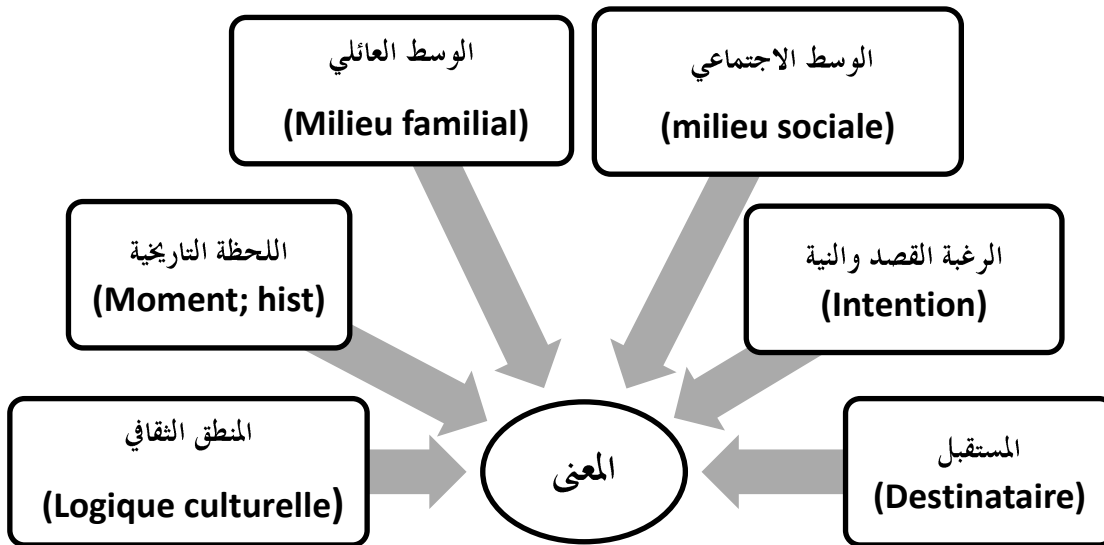 الوسط العائلي
(Milieu familial)
الوسط الاجتماعي
(milieu sociale)
اللحظة التاريخية
(Moment; hist)
الرغبة القصد والنية
(Intention)
المنطق الثقافي
(Logique culturelle)
المعنى
المستقبل
(Destinataire)